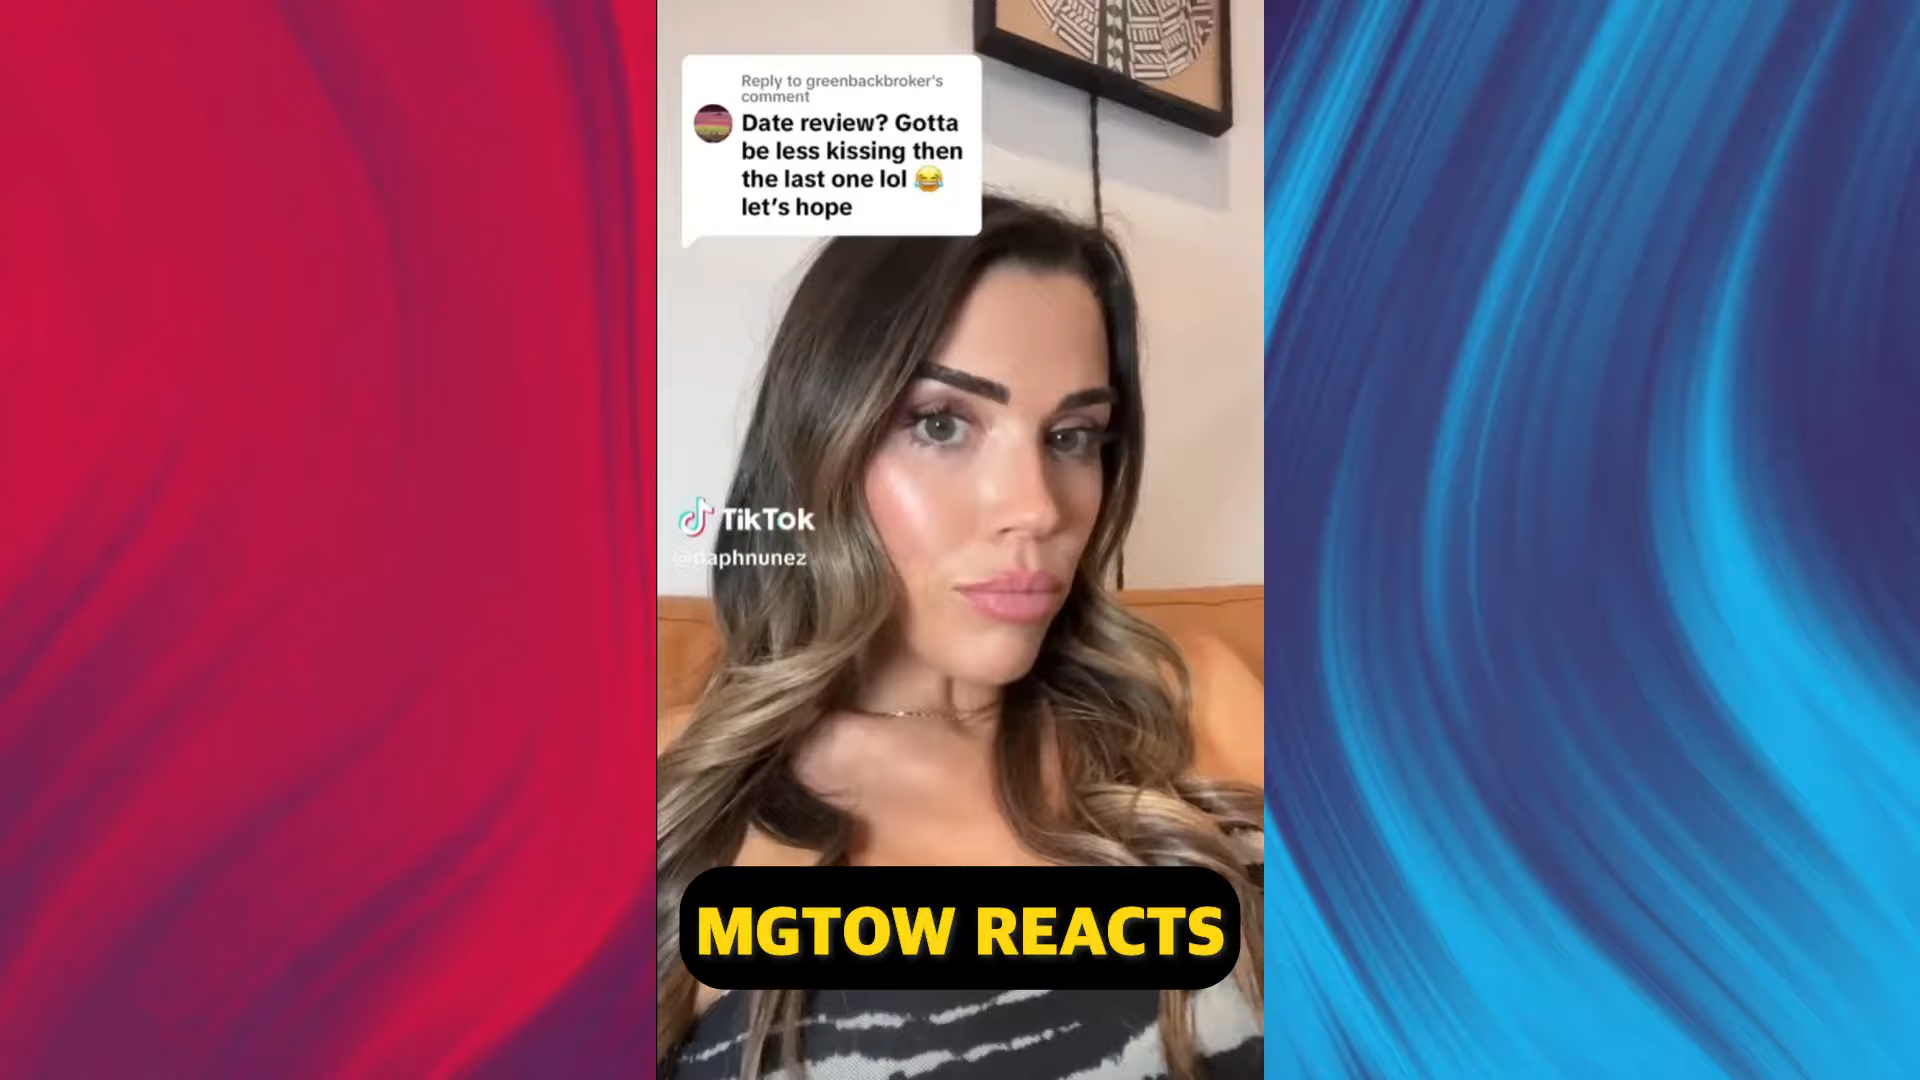 Reply to greenbackbroker's
comment
Date review? Gotta
be less kissing then
the last one lol 😂
let's hope
TikTok
@daphnunez
MGTOW REACTS